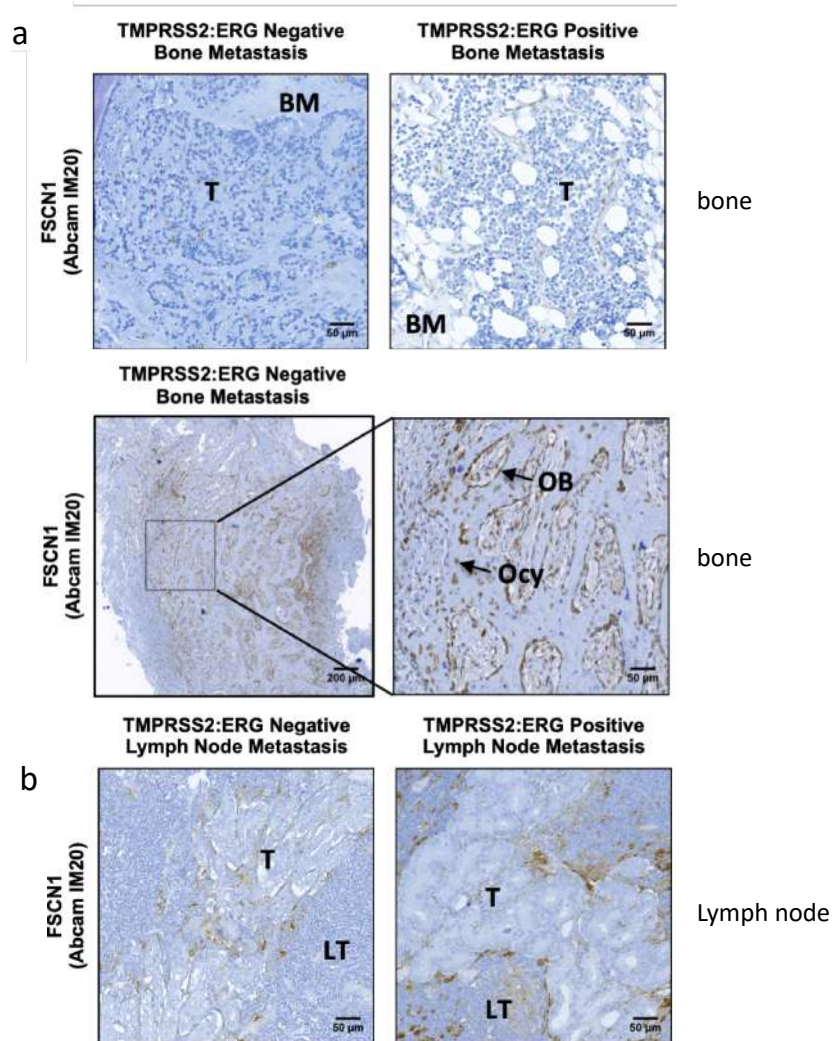 a
TMPRSS2:ERG Negative
Bone Metastasis
TMPRSS2:ERG Positive
Bone Metastasis
FSCN1
(Abcam IM20)
BM
T
50 µm
T
BM
50 µm
bone
TMPRSS2:ERG Negative
Bone Metastasis
FSCN1
(Abcam IM20)
200 µm
OB
Ocy
50 µm
bone
b
TMPRSS2:ERG Negative
Lymph Node Metastasis
TMPRSS2:ERG Positive
Lymph Node Metastasis
FSCN1
(Abcam IM20)
T
LT
50 µm
T
LT
50 µm
Lymph node